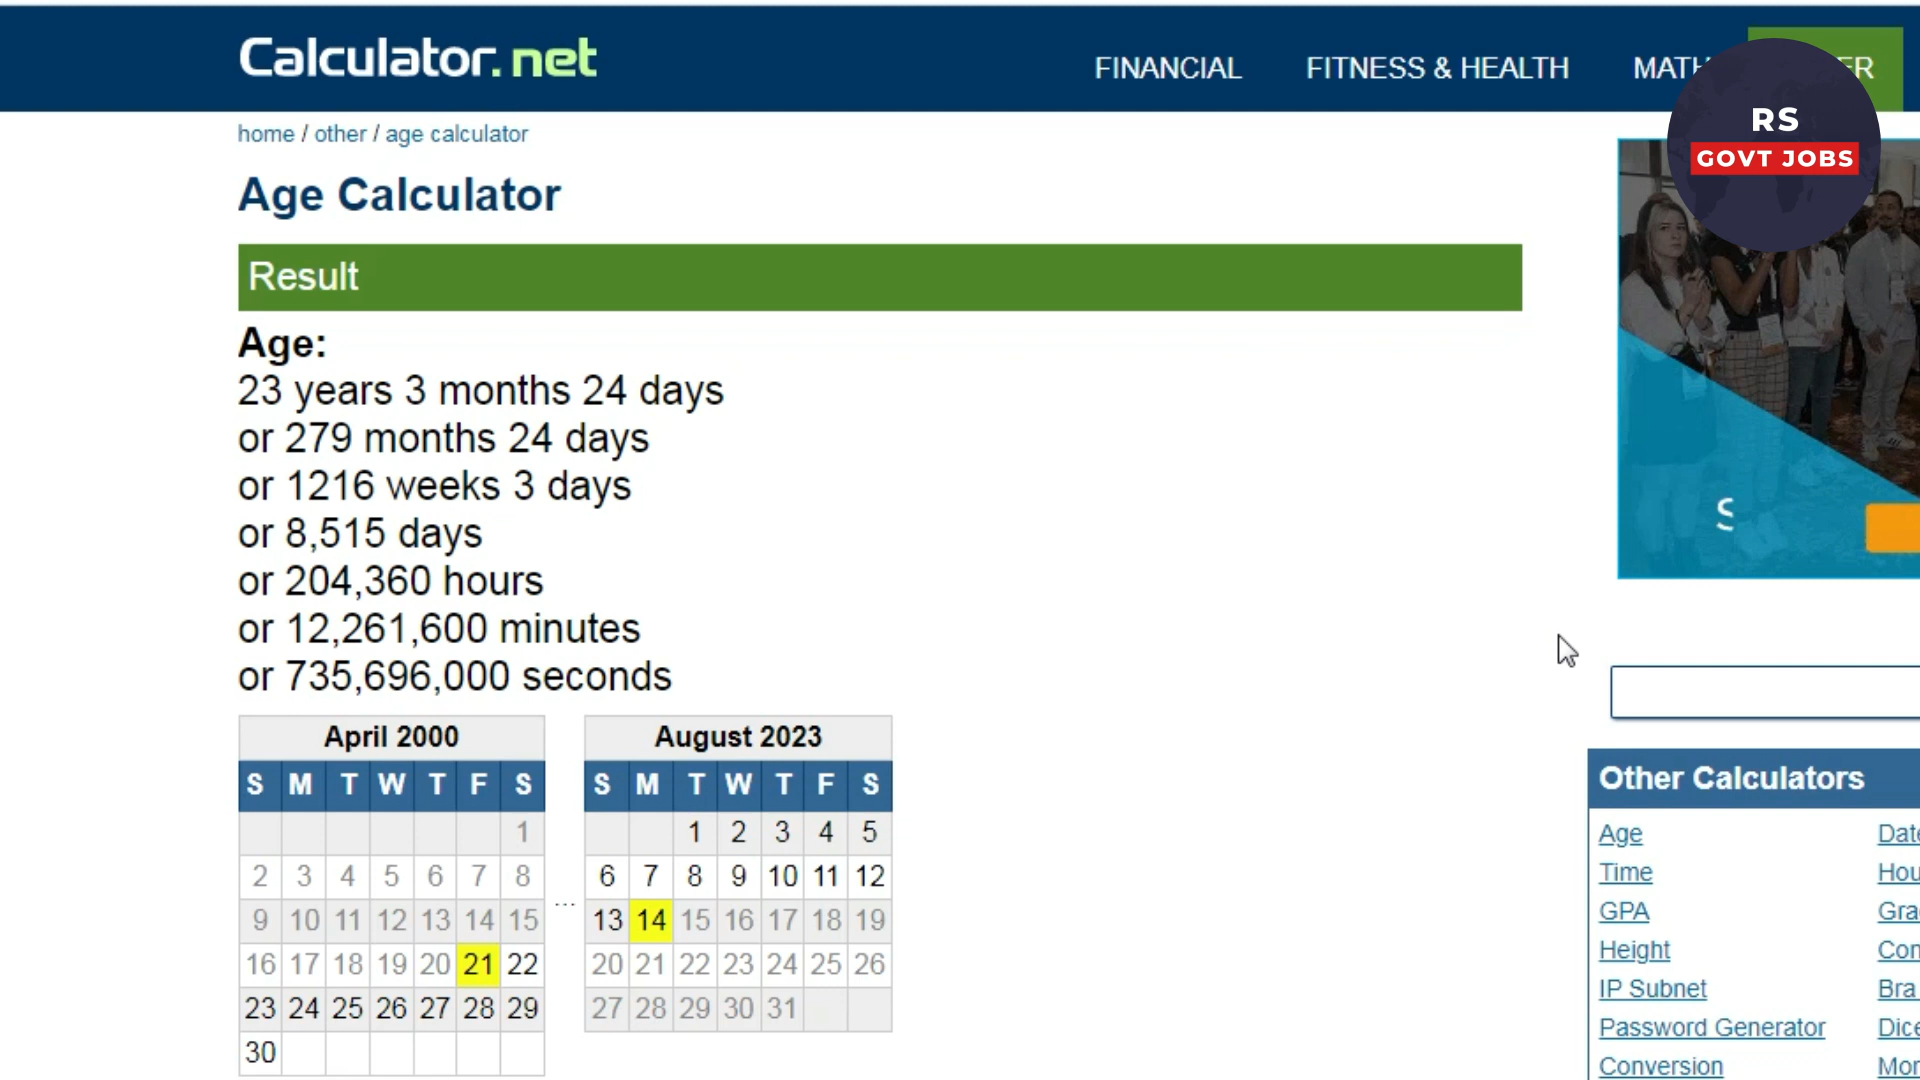 Calculator.net
FINANCIAL FITNESS & HEALTH MATH
RS
GOVT JOBS
home / other / age calculator
Age Calculator
Result
Age:
23 years 3 months 24 days
or 279 months 24 days
or 1216 weeks 3 days
or 8,515 days
or 204,360 hours
or 12,261,600 minutes
or 735,696,000 seconds
April 2000
S M T W T F S
1
2 3 4 5 6 7 8
9 10 11 12 13 14 15
16 17 18 19 20 21 22
23 24 25 26 27 28 29
30
...
August 2023
S M T W T F S
1 2 3 4 5
6 7 8 9 10 11 12
13 14 15 16 17 18 19
20 21 22 23 24 25 26
27 28 29 30 31
S
Other Calculators
Age
Time
GPA
Height
IP Subnet
Password Generator
Conversion